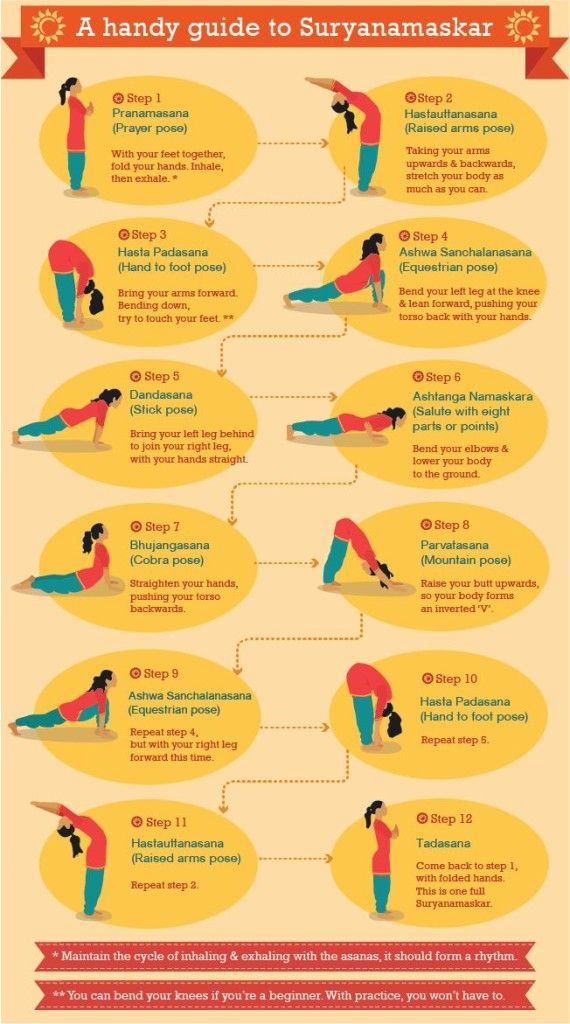 A handy guide to Suryanamaskar
Step 1
Pranamasana
(Prayer pose)
With your feet together,
fold your hands. Inhale,
then exhale. *
Step 2
Hastauttanasana
(Raised arms pose)
Taking your arms
upwards & backwards,
stretch your body as
much as you can.
Step 3
Hasta Padasana
(Hand to foot pose)
Bring your arms forward.
Bending down,
try to touch your feet. **
Step 4
Ashwa Sanchalanasana
(Equestrian pose)
Bend your left leg at the knee
& lean forward, pushing your
torso back with your hands.
Step 5
Dandasana
(Stick pose)
Bring your left leg behind
to join your right leg,
with your hands straight.
Step 6
Ashtanga Namaskara
(Salute with eight
parts or points)
Bend your elbows &
lower your body
to the ground.
Step 7
Bhujangasana
(Cobra pose)
Straighten your hands,
pushing your torso
backwards.
Step 8
Parvatasana
(Mountain pose)
Raise your butt upwards,
so your body forms
an inverted 'V'.
Step 9
Ashwa Sanchalanasana
(Equestrian pose)
Repeat step 4,
but with your right leg
forward this time.
Step 10
Hasta Padasana
(Hand to foot pose)
Repeat step 5.
Step 11
Hastauttanasana
(Raised arms pose)
Repeat step 2.
Step 12
Tadasana
Come back to step 1,
with folded hands.
This is one full
Suryanamaskar.
* Maintain the cycle of inhaling & exhaling with the asanas, it should form a rhythm.
** You can bend your knees if you're a beginner. With practice, you won't have to.